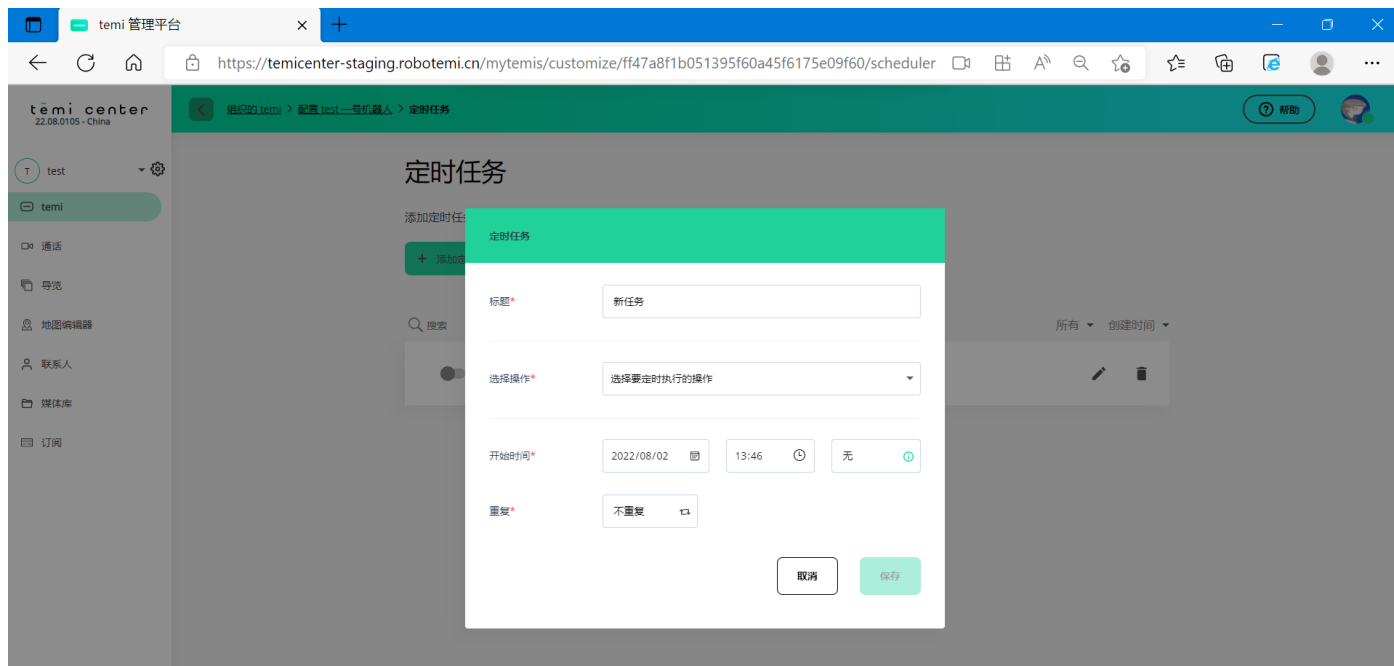 temi 管理平台
https://temicenter-staging.robotemi.cn/mytemis/customize/ff47a8f1b051395f60a45f6175e09f60/scheduler
temi center
22.08.0105 - China
组织的 temi > 配置 test 一号机器人 > 定时任务
帮助
T test
temi
通话
导览
地图编辑器
联系人
媒体库
订阅
定时任务
添加定时任
+ 添加
搜索
所有
创建时间
定时任务
标题*
新任务
选择操作*
选择要定时执行的操作
开始时间*
2022/08/02
13:46
无
重复*
不重复
取消
保存